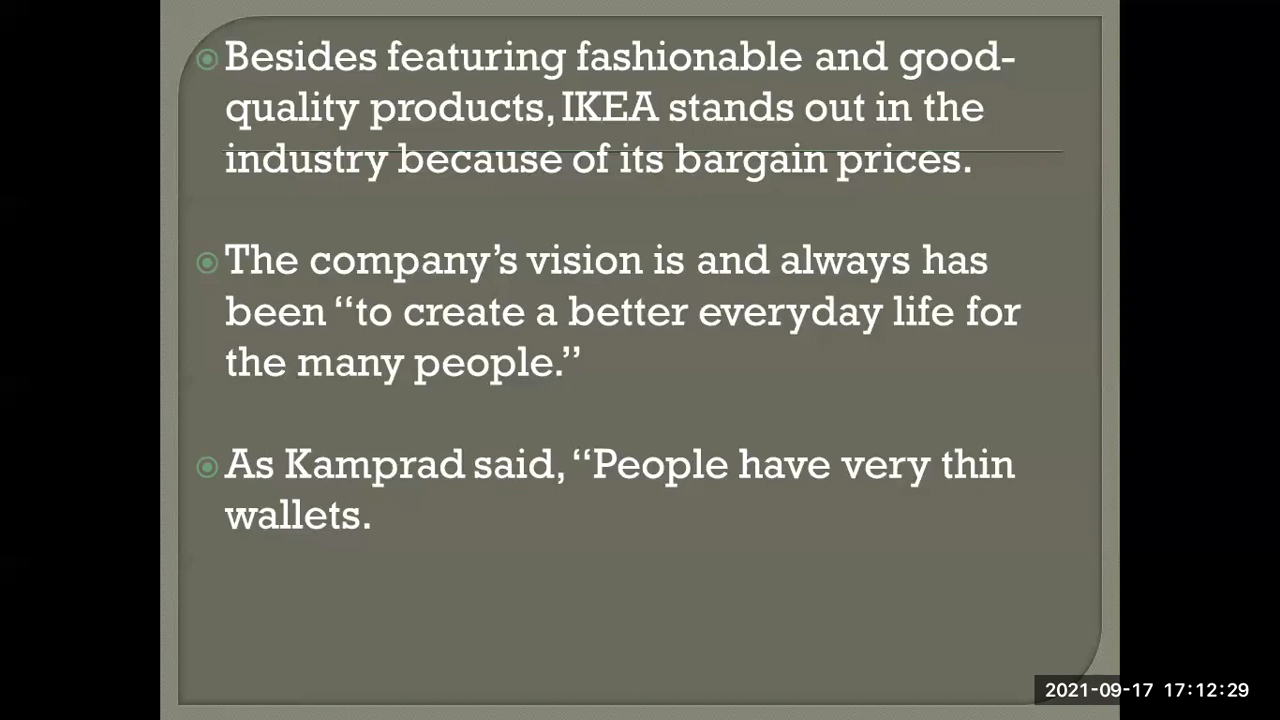 Besides featuring fashionable and good-
quality products, IKEA stands out in the
industry because of its bargain prices.
The company’s vision is and always has
been “to create a better everyday life for
the many people.”
As Kamprad said, “People have very thin
wallets.
2021-09-17 17:12:29